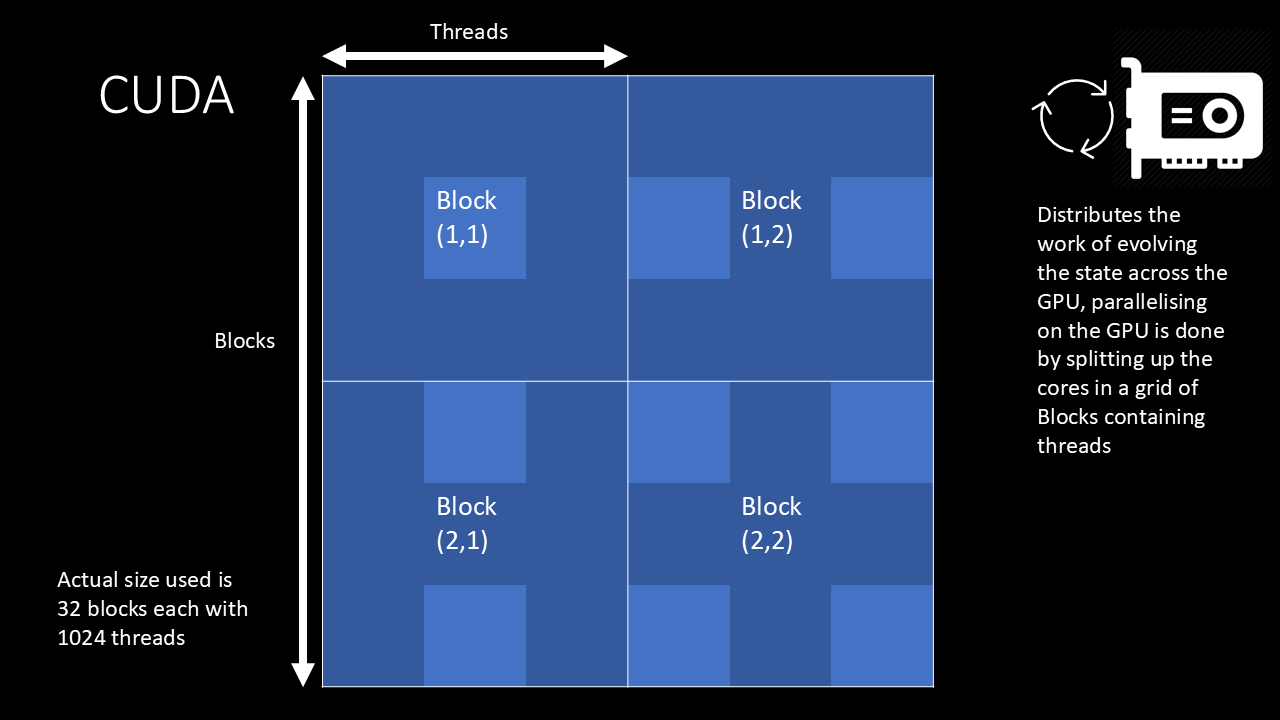 Threads
CUDA
Block
(1,1)
Block
(1,2)
Distributes the
work of evolving
the state across the
GPU, parallelising
on the GPU is done
by splitting up the
cores in a grid of
Blocks containing
threads
Blocks
Block
(2,1)
Block
(2,2)
Actual size used is
32 blocks each with
1024 threads